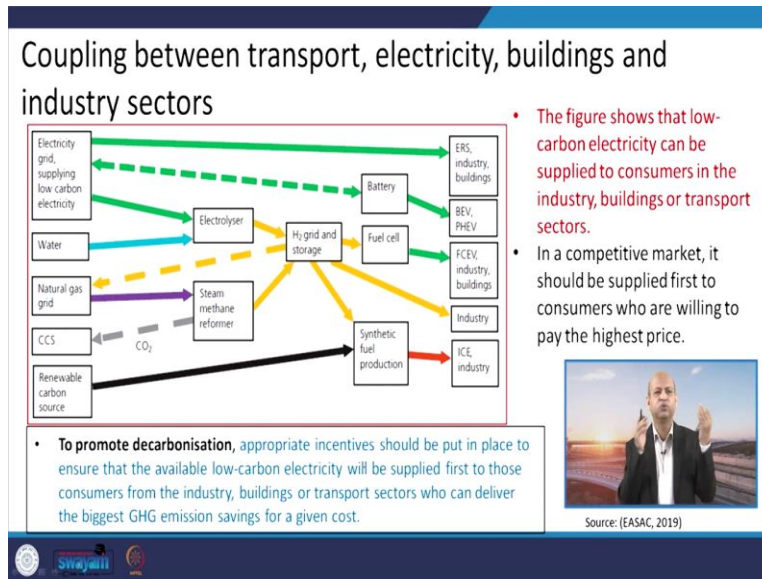 Coupling between transport, electricity, buildings and
industry sectors
Electricity
grid,
supplying
low carbon
electricity
Water
Natural gas
grid
CCS
Renewable
carbon
source
CO2
Electrolyser
Steam
methane
reformer
H2 grid and
storage
Battery
Fuel cell
Synthetic
fuel
production
ERS,
industry,
buildings
BEV,
PHEV
FCEV,
industry,
buildings
Industry
ICE,
industry
• The figure shows that low-
carbon electricity can be
supplied to consumers in the
industry, buildings or transport
sectors.
• In a competitive market, it
should be supplied first to
consumers who are willing to
pay the highest price.
• To promote decarbonisation, appropriate incentives should be put in place to
ensure that the available low-carbon electricity will be supplied first to those
consumers from the industry, buildings or transport sectors who can deliver
the biggest GHG emission savings for a given cost.
Source: (EASAC, 2019)
swayam